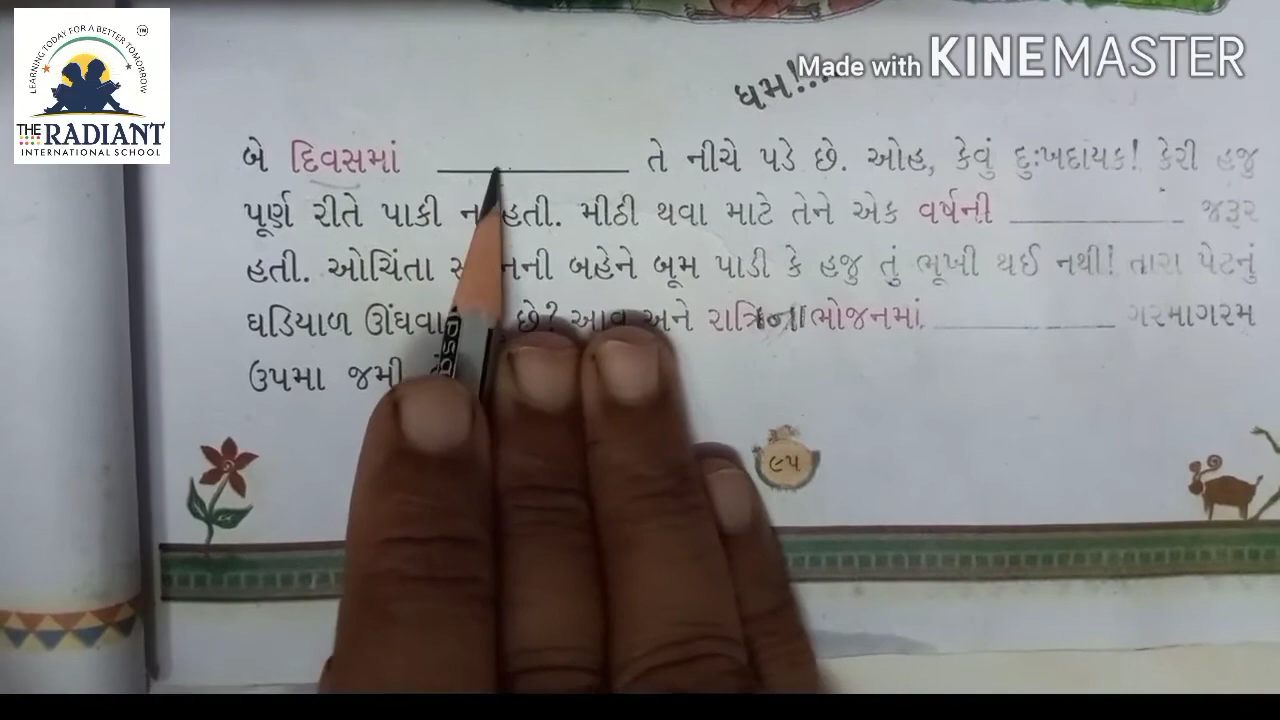 LEARNING TODAY FOR A BETTER TOMORROW
TM
THE RADIANT
INTERNATIONAL SCHOOL
Made with KINEMASTER
ધમ!...
બે દિવસમાં __________ તે નીચે પડે છે. ઓહ, કેવું દુઃખદાયક! કેરી હજુ
પૂર્ણ રીતે પાકી ન હતી. મીઠી થવા માટે તેને એક વર્ષની __________ જરૂર
હતી. ઓચિંતા બહેને બૂમ પાડી કે હજુ તું ભૂખી થઈ નથી! તારા પેટનું
ઘડિયાળ ઊંઘવા છે? આવ અને રાત્રિના ભોજનમાં __________ ગરમાગરમ
ઉપમા જમી
૯૫